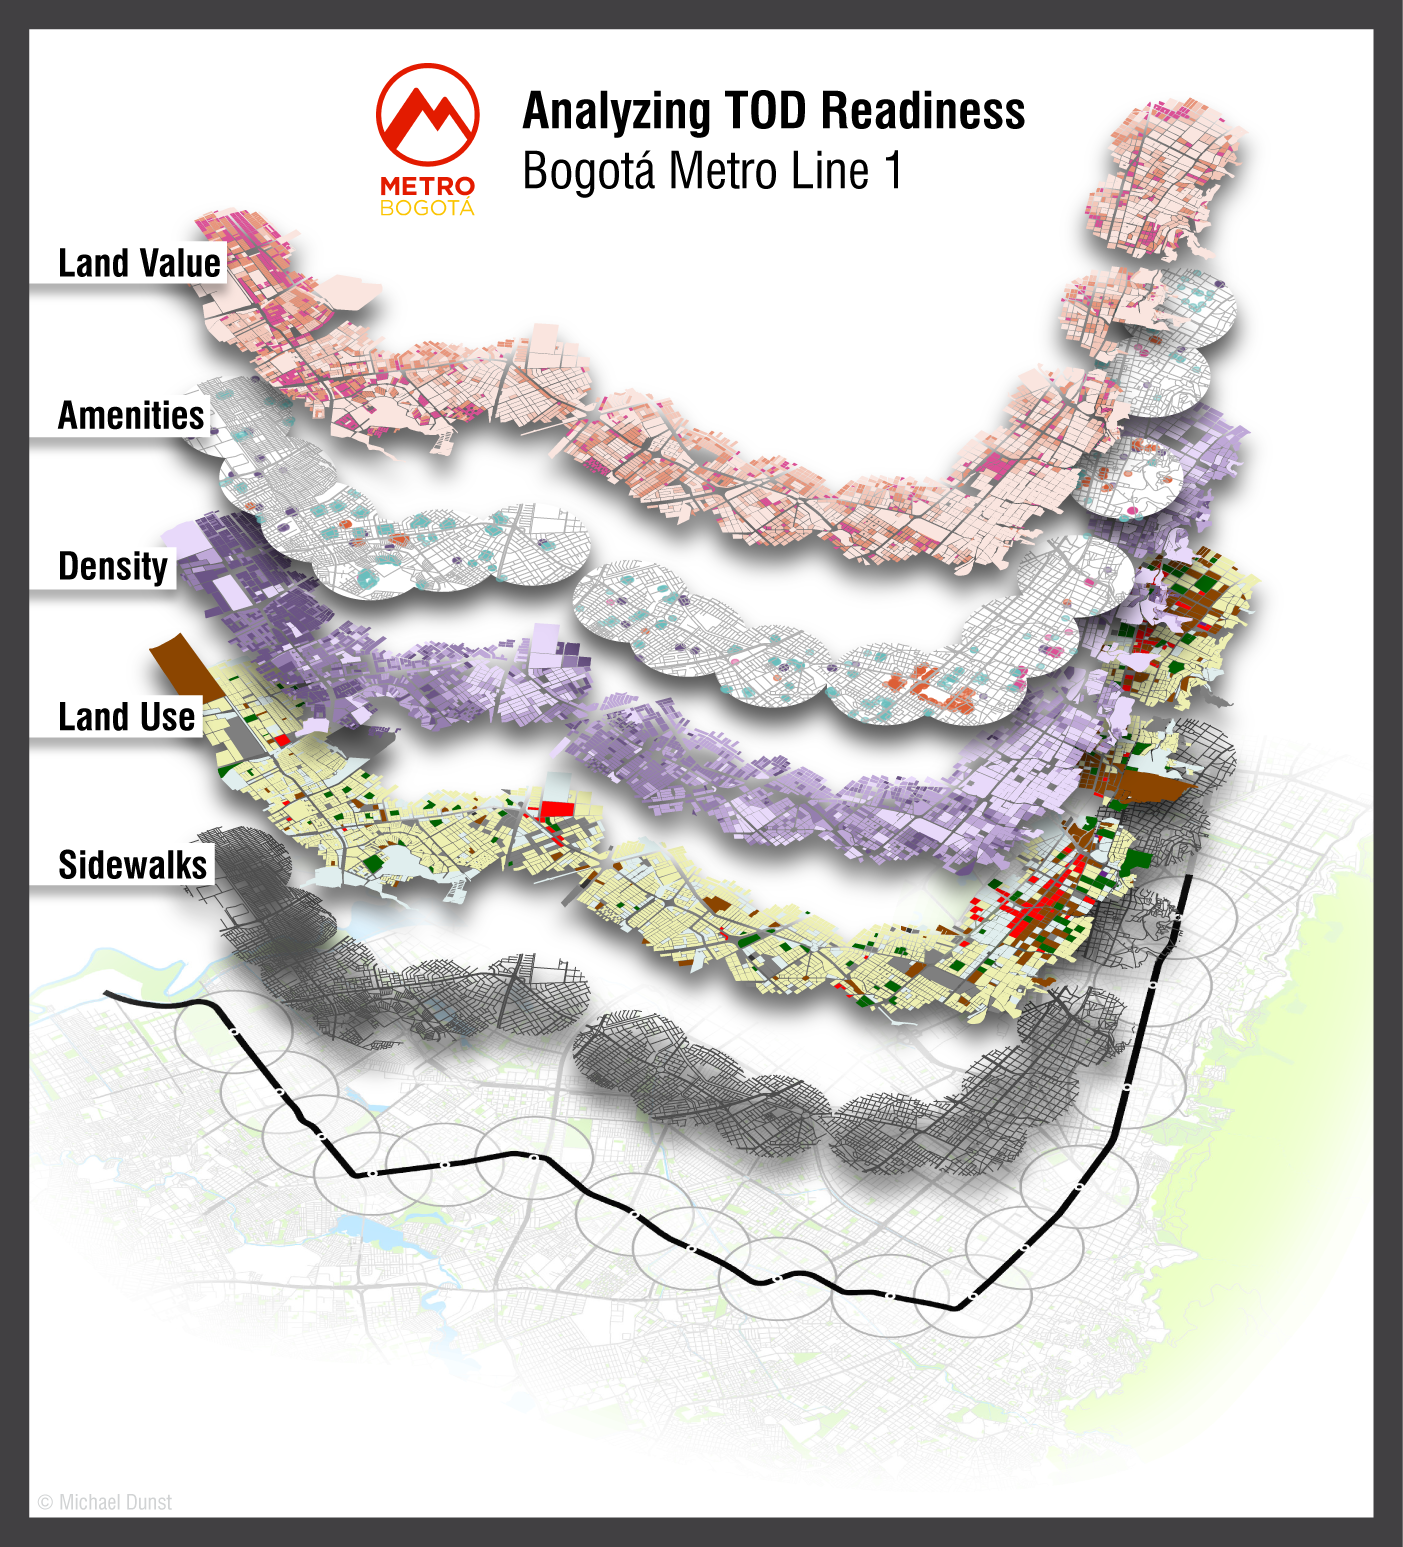 Analyzing TOD Readiness
Bogotá Metro Line 1
METRO
BOGOTÁ
Land Value
Amenities
Density
Land Use
Sidewalks
© Michael Dunst